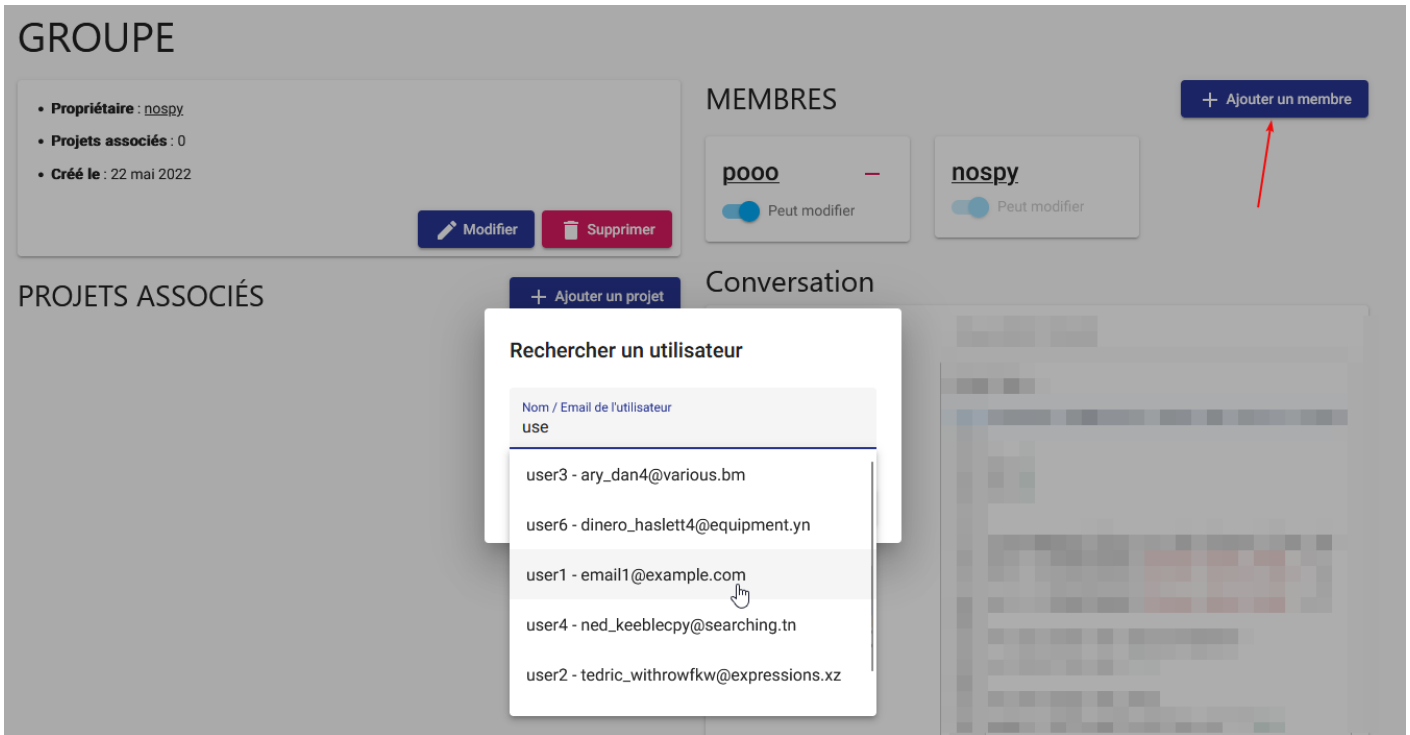 GROUPE
• Propriétaire : nospy
• Projets associés : 0
• Créé le : 22 mai 2022
Modifier
Supprimer
MEMBRES
+ Ajouter un membre
pooo
Peut modifier
nospy
Peut modifier
PROJETS ASSOCIÉS
+ Ajouter un projet
Conversation
Rechercher un utilisateur
Nom / Email de l'utilisateur
use
user3 - ary_dan4@various.bm
user6 - dinero_haslett4@equipment.yn
user1 - email1@example.com
user4 - ned_keeblecpy@searching.tn
user2 - tedric_withrowfkw@expressions.xz